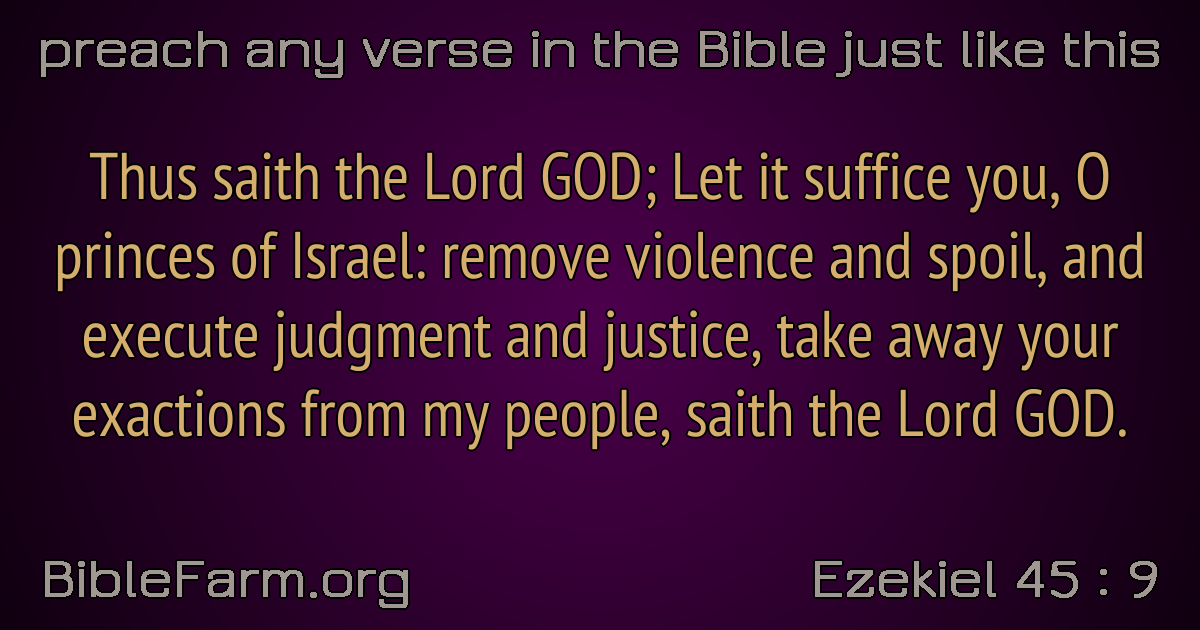 preach any verse in the Bible just like this
Thus saith the Lord GOD; Let it suffice you, O
princes of Israel: remove violence and spoil, and
execute judgment and justice, take away your
exactions from my people, saith the Lord GOD.
BibleFarm.org
Ezekiel 45 : 9